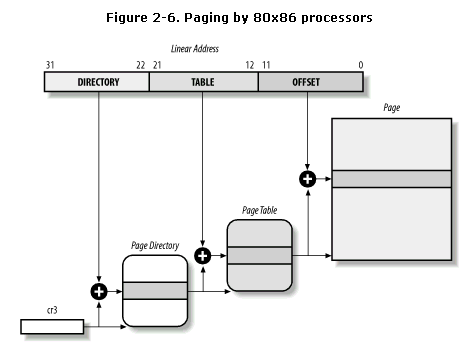 Figure 2-6. Paging by 80x86 processors
Linear Address
31 22 21 12 11 0
DIRECTORY TABLE OFFSET
Page
Page Table
Page Directory
cr3